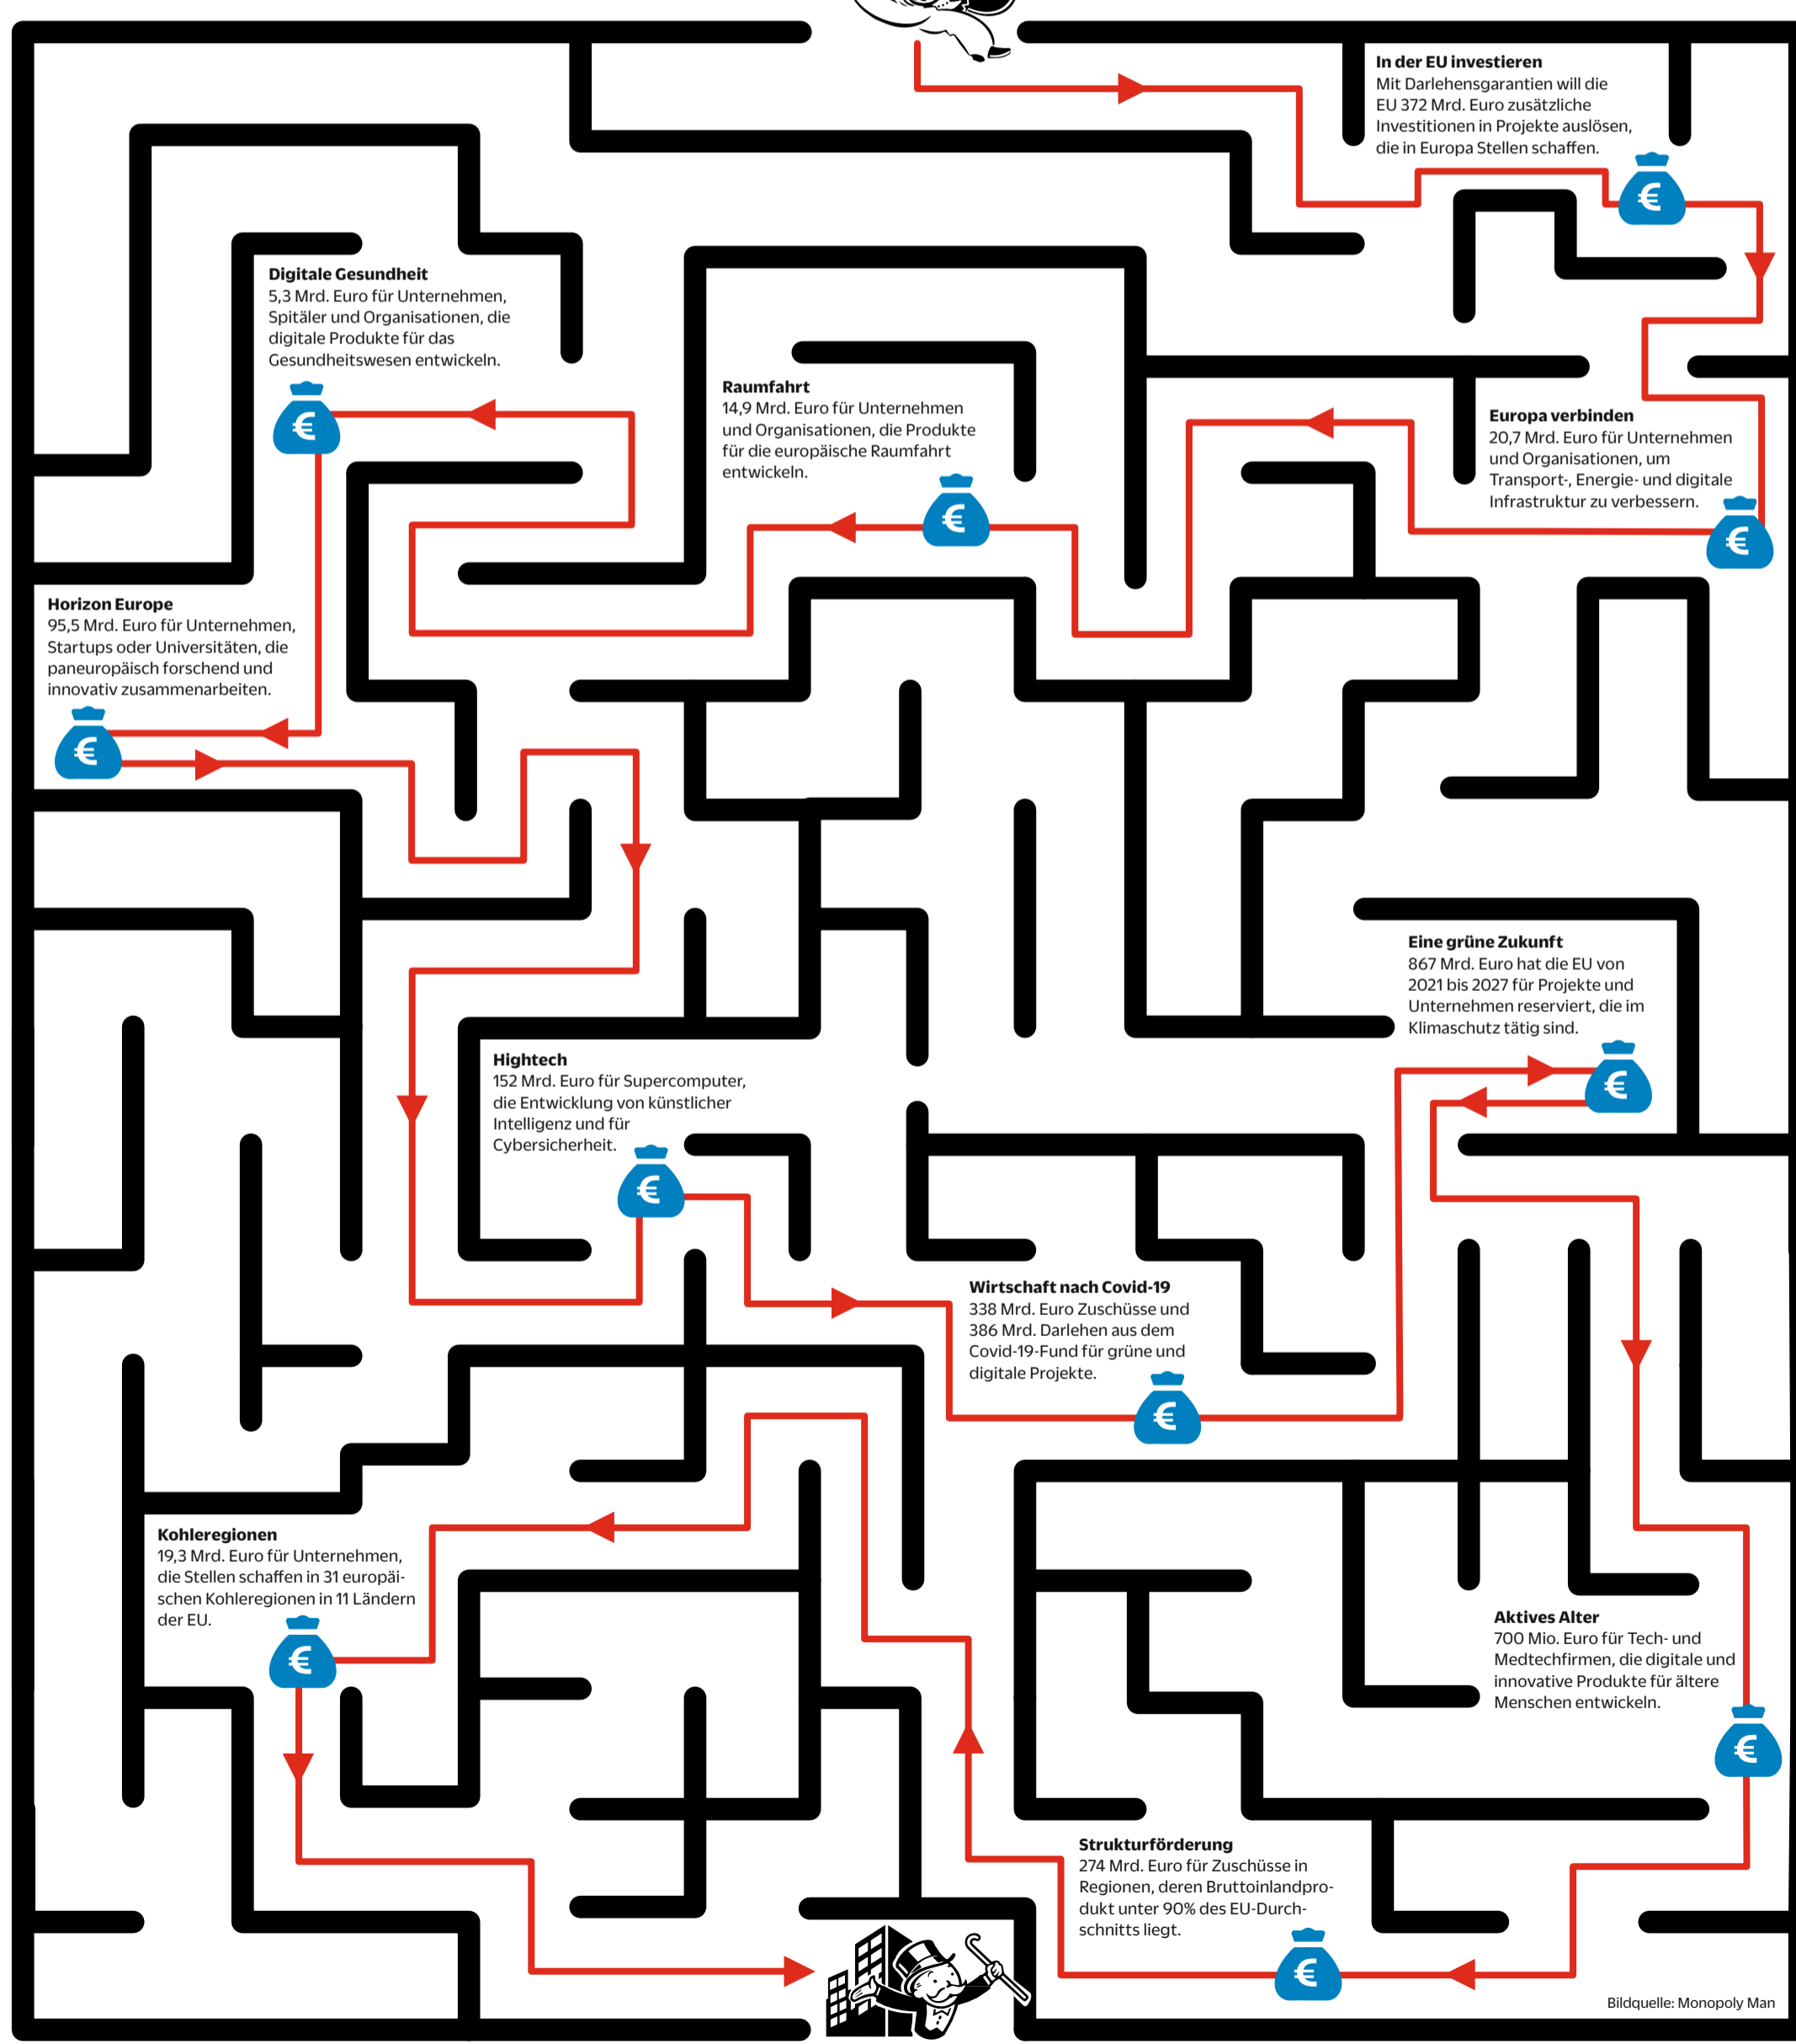 In der EU investieren
Mit Darlehensgarantien will die
EU 372 Mrd. Euro zusätzliche
Investitionen in Projekte auslösen,
die in Europa Stellen schaffen.
€
Digitale Gesundheit
5,3 Mrd. Euro für Unternehmen,
Spitäler und Organisationen, die
digitale Produkte für das
Gesundheitswesen entwickeln.
€
Raumfahrt
14,9 Mrd. Euro für Unternehmen
und Organisationen, die Produkte
für die europäische Raumfahrt
entwickeln.
€
Europa verbinden
20,7 Mrd. Euro für Unternehmen
und Organisationen, um
Transport-, Energie- und digitale
Infrastruktur zu verbessern.
€
Horizon Europe
95,5 Mrd. Euro für Unternehmen,
Startups oder Universitäten, die
paneuropäisch forschend und
innovativ zusammenarbeiten.
€
Eine grüne Zukunft
867 Mrd. Euro hat die EU von
2021 bis 2027 für Projekte und
Unternehmen reserviert, die im
Klimaschutz tätig sind.
€
Hightech
152 Mrd. Euro für Supercomputer,
die Entwicklung von künstlicher
Intelligenz und für
Cybersicherheit.
€
Wirtschaft nach Covid-19
338 Mrd. Euro Zuschüsse und
386 Mrd. Darlehen aus dem
Covid-19-Fund für grüne und
digitale Projekte.
€
Kohleregionen
19,3 Mrd. Euro für Unternehmen,
die Stellen schaffen in 31 europäi-
schen Kohleregionen in 11 Ländern
der EU.
€
Aktives Alter
700 Mio. Euro für Tech- und
Medtechfirmen, die digitale und
innovative Produkte für ältere
Menschen entwickeln.
€
Strukturförderung
274 Mrd. Euro für Zuschüsse in
Regionen, deren Bruttoinlandpro-
dukt unter 90% des EU-Durch-
schnitts liegt.
€
Bildquelle: Monopoly Man